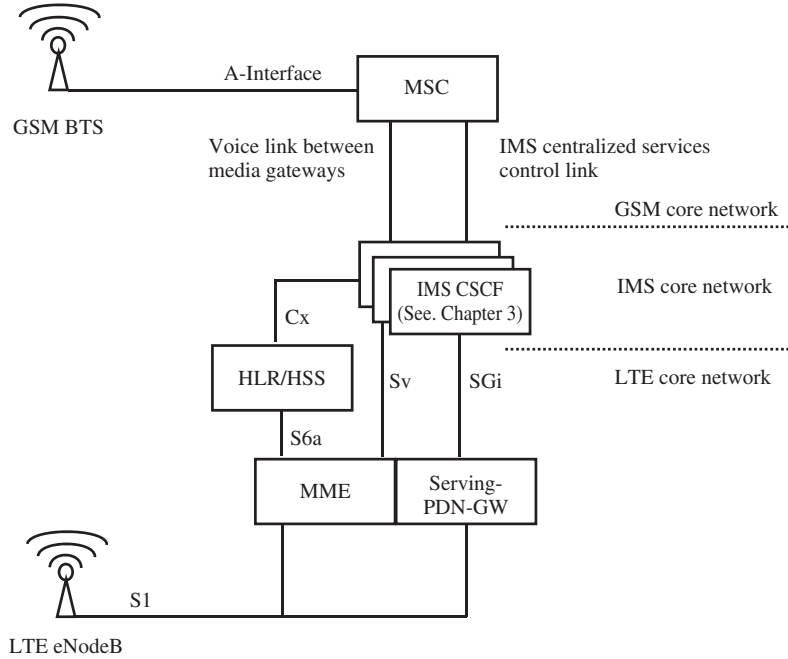 A-Interface
MSC
GSM BTS
Voice link between
media gateways
IMS centralized services
control link
GSM core network
IMS CSCF
(See. Chapter 3)
IMS core network
Cx
HLR/HSS
Sv
SGi
LTE core network
S6a
MME
Serving-
PDN-GW
S1
LTE eNodeB